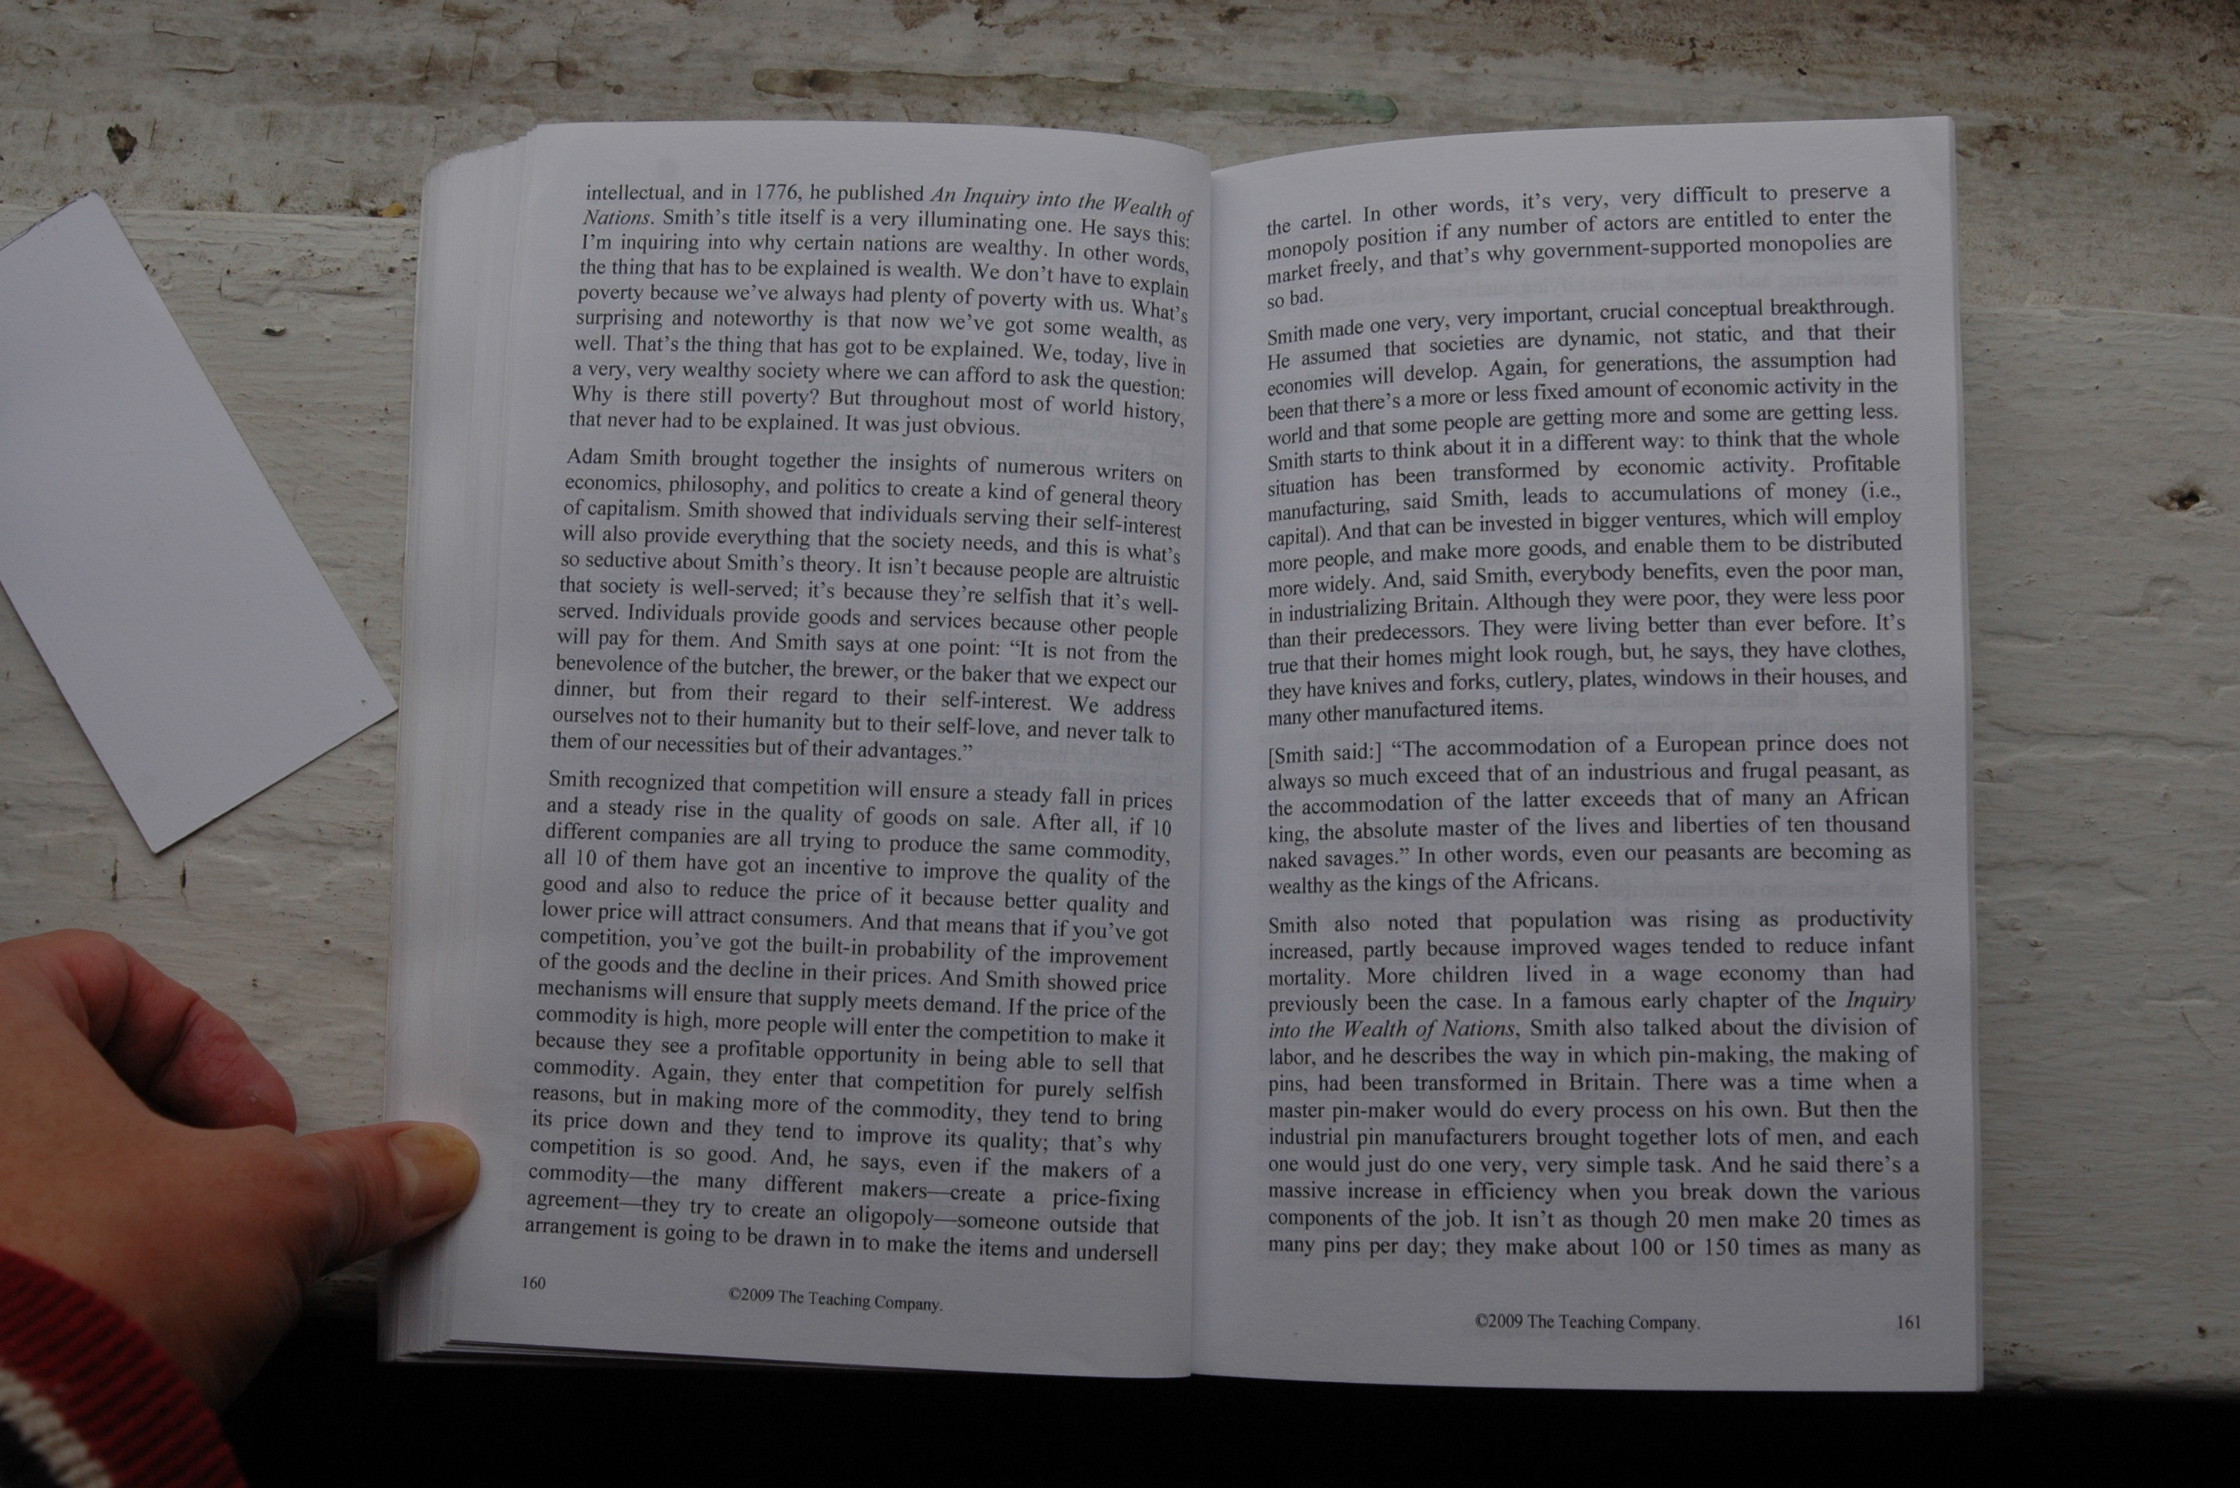 intellectual, and in 1776, he published An Inquiry into the Wealth of
Nations. Smith's title itself is a very illuminating one. He says this:
I'm inquiring into why certain nations are wealthy. In other words,
the thing that has to be explained is wealth. We don't have to explain
poverty because we've always had plenty of poverty with us. What's
surprising and noteworthy is that now we've got some wealth, as
well. That's the thing that has got to be explained. We, today, live in
a very, very wealthy society where we can afford to ask the question:
Why is there still poverty? But throughout most of world history,
that never had to be explained. It was just obvious.
Adam Smith brought together the insights of numerous writers on
economics, philosophy, and politics to create a kind of general theory
of capitalism. Smith showed that individuals serving their self-interest
will also provide everything that the society needs, and this is what's
so seductive about Smith's theory. It isn't because people are altruistic
that society is well-served; it's because they're selfish that it's well-
served. Individuals provide goods and services because other people
will pay for them. And Smith says at one point: “It is not from the
benevolence of the butcher, the brewer, or the baker that we expect our
dinner, but from their regard to their self-interest. We address
ourselves not to their humanity but to their self-love, and never talk to
them of our necessities but of their advantages.”
Smith recognized that competition will ensure a steady fall in prices
and a steady rise in the quality of goods on sale. After all, if 10
different companies are all trying to produce the same commodity,
all 10 of them have got an incentive to improve the quality of the
good and also to reduce the price of it because better quality and
lower price will attract consumers. And that means that if you've got
competition, you've got the built-in probability of the improvement
of the goods and the decline in their prices. And Smith showed price
mechanisms will ensure that supply meets demand. If the price of the
commodity is high, more people will enter the competition to make it
because they see a profitable opportunity in being able to sell that
commodity. Again, they enter that competition for purely selfish
reasons, but in making more of the commodity, they tend to bring
its price down and they tend to improve its quality; that's why
competition is so good. And, he says, even if the makers of a
commodity—the many different makers—create a price-fixing
agreement—they try to create an oligopoly—someone outside that
arrangement is going to be drawn in to make the items and undersell
160
©2009 The Teaching Company.
the cartel. In other words, it's very, very difficult to preserve a
monopoly position if any number of actors are entitled to enter the
market freely, and that's why government-supported monopolies are
so bad.
Smith made one very, very important, crucial conceptual breakthrough.
He assumed that societies are dynamic, not static, and that their
economies will develop. Again, for generations, the assumption had
been that there's a more or less fixed amount of economic activity in the
world and that some people are getting more and some are getting less.
Smith starts to think about it in a different way: to think that the whole
situation has been transformed by economic activity. Profitable
manufacturing, said Smith, leads to accumulations of money (i.e.,
capital). And that can be invested in bigger ventures, which will employ
more people, and make more goods, and enable them to be distributed
more widely. And, said Smith, everybody benefits, even the poor man,
in industrializing Britain. Although they were poor, they were less poor
than their predecessors. They were living better than ever before. It's
true that their homes might look rough, but, he says, they have clothes,
they have knives and forks, cutlery, plates, windows in their houses, and
many other manufactured items.
[Smith said:] “The accommodation of a European prince does not
always so much exceed that of an industrious and frugal peasant, as
the accommodation of the latter exceeds that of many an African
king, the absolute master of the lives and liberties of ten thousand
naked savages.” In other words, even our peasants are becoming as
wealthy as the kings of the Africans.
Smith also noted that population was rising as productivity
increased, partly because improved wages tended to reduce infant
mortality. More children lived in a wage economy than had
previously been the case. In a famous early chapter of the Inquiry
into the Wealth of Nations, Smith also talked about the division of
labor, and he describes the way in which pin-making, the making of
pins, had been transformed in Britain. There was a time when a
master pin-maker would do every process on his own. But then the
industrial pin manufacturers brought together lots of men, and each
one would just do one very, very simple task. And he said there's a
massive increase in efficiency when you break down the various
components of the job. It isn't as though 20 men make 20 times as
many pins per day; they make about 100 or 150 times as many as
©2009 The Teaching Company.
161